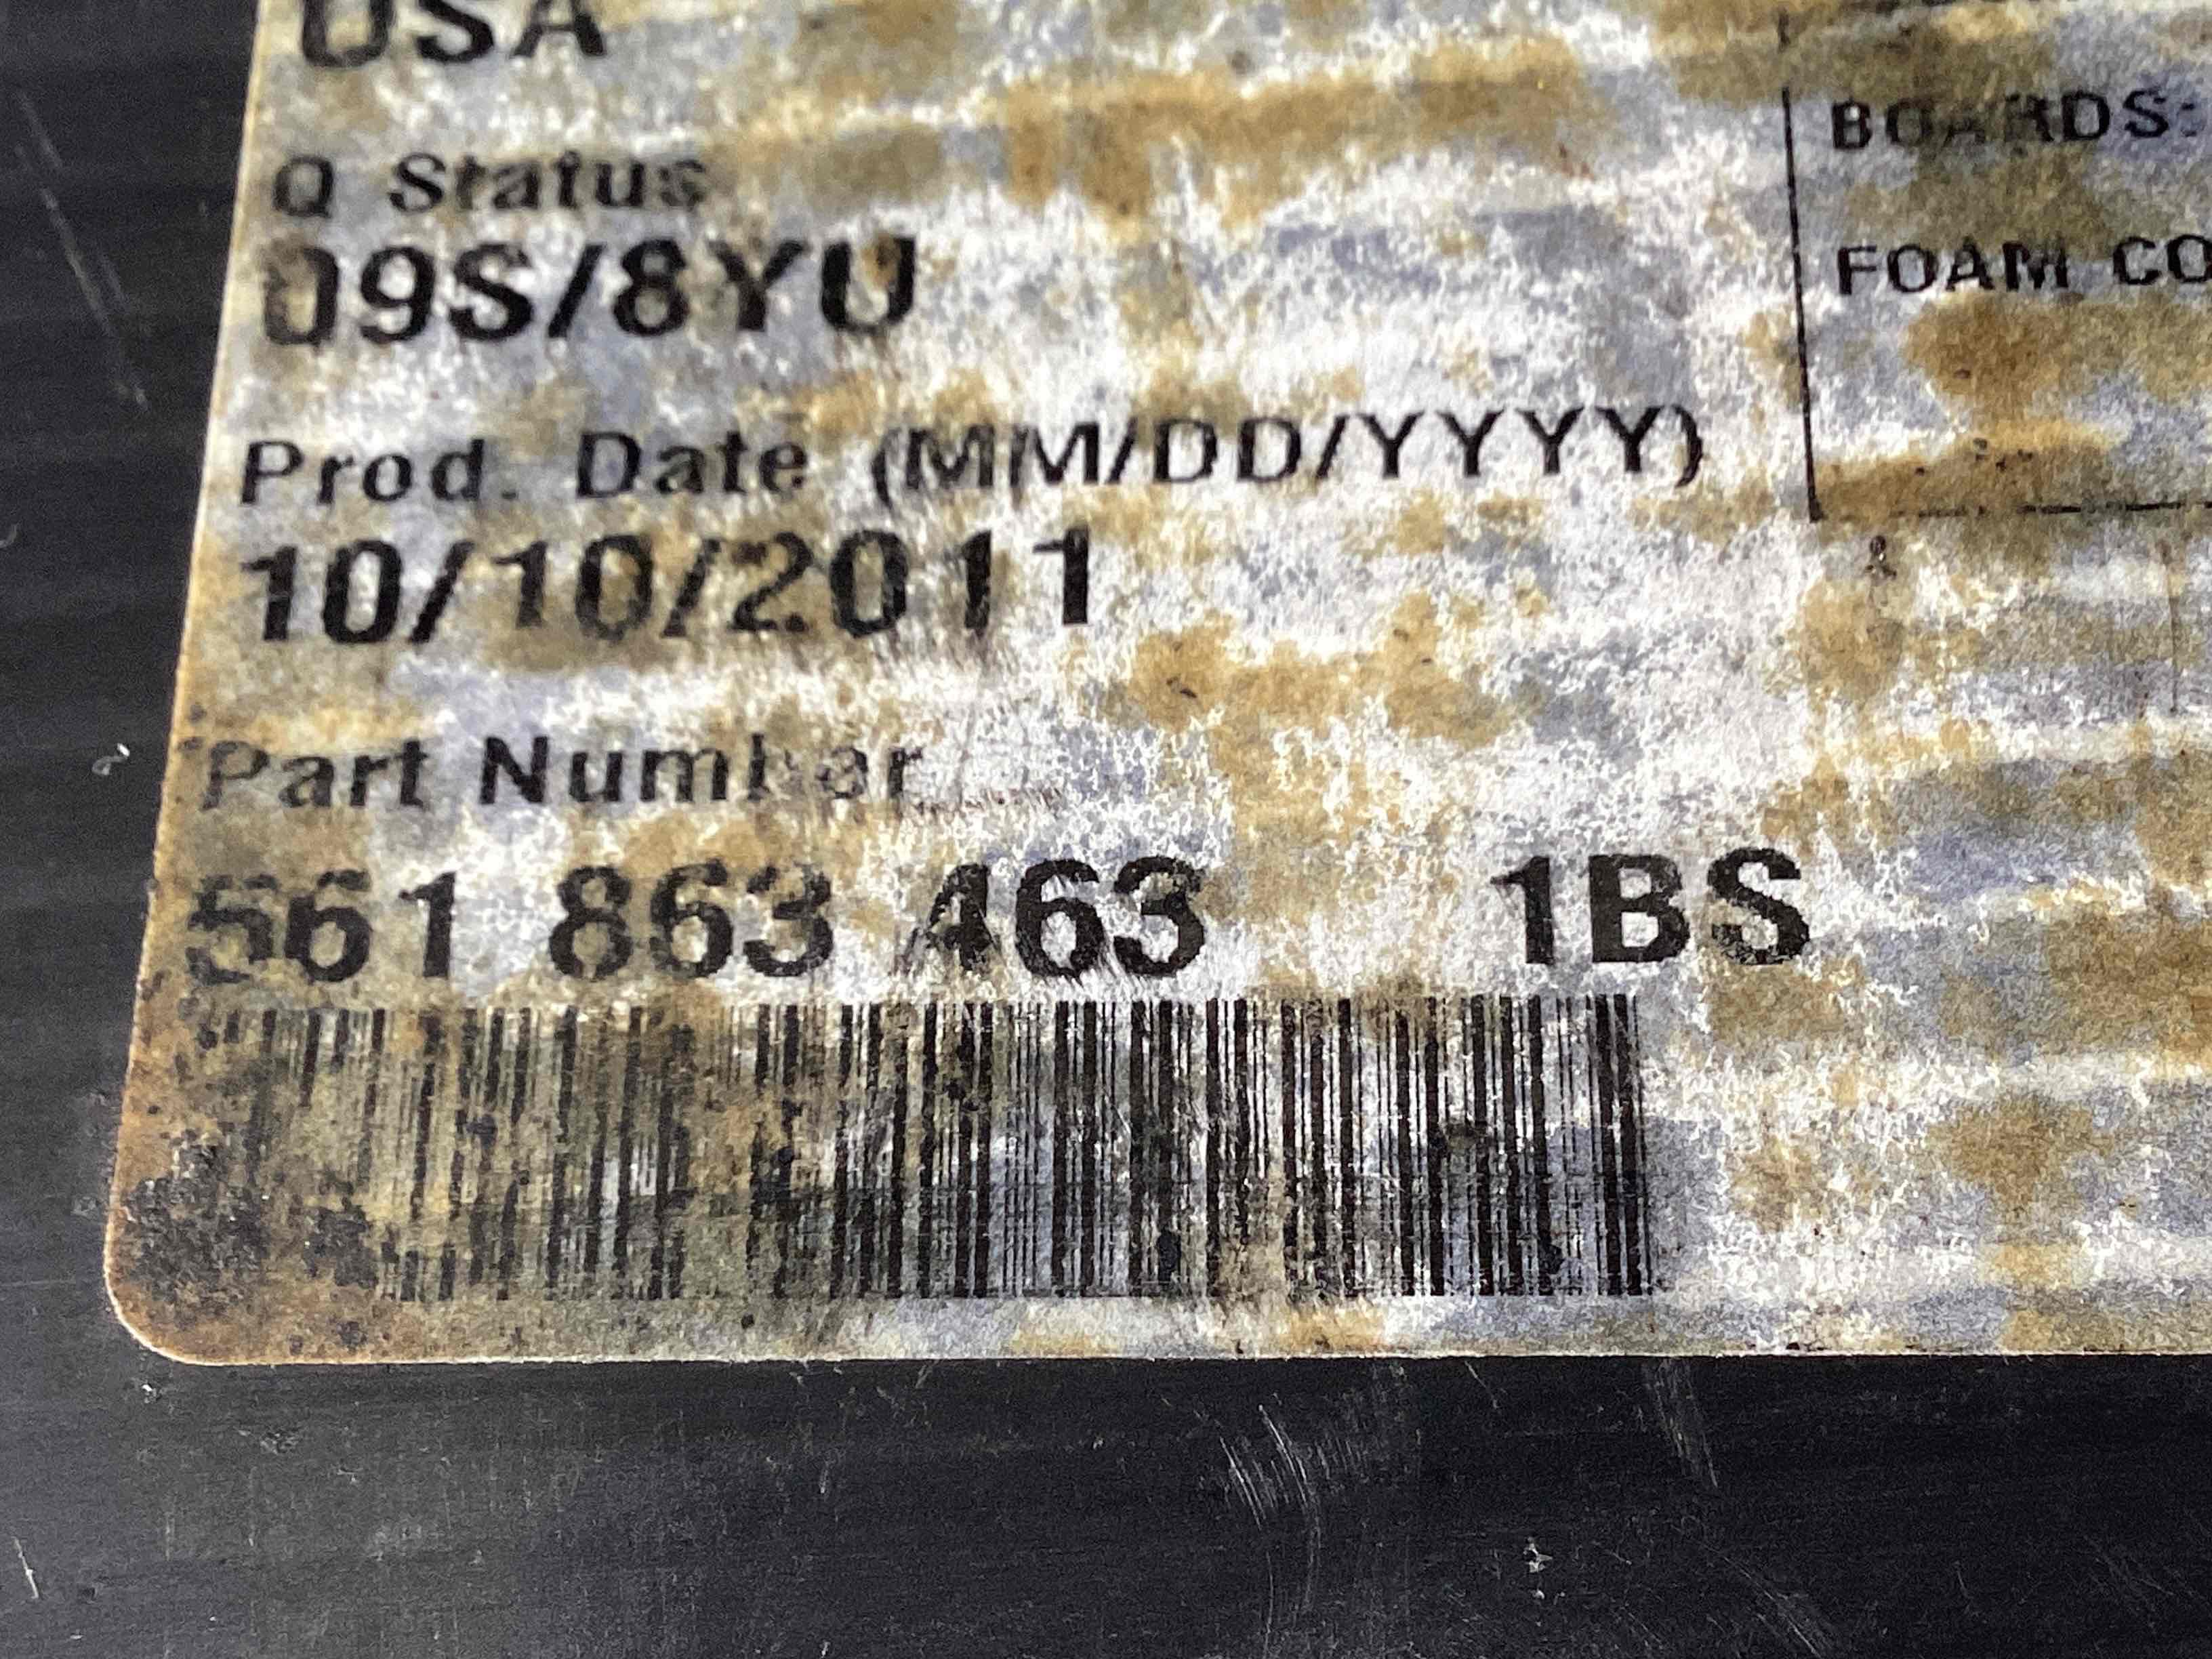 USA
Q Status
09S/8YU
Prod. Date (MM/DD/YYYY)
10/10/2011
Part Number
561 863 463 1BS
BOARDS:
FOAM CO